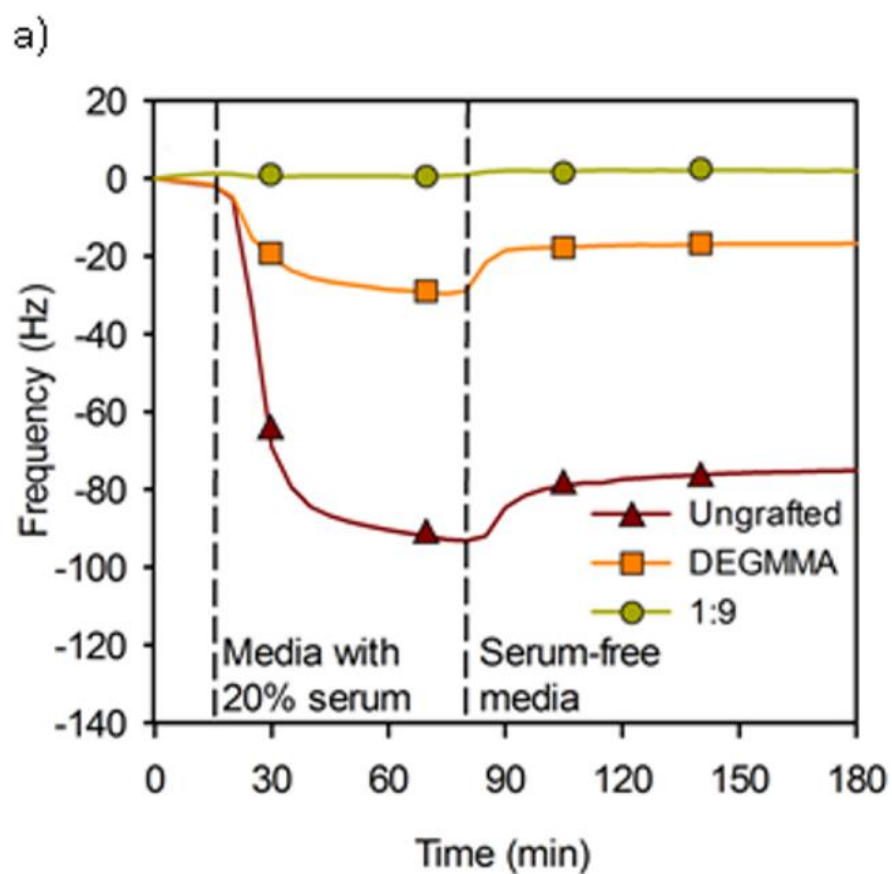 a)
20
0
-20
-40
-60
-80
-100
-120
-140
Frequency (Hz)
Ungrafted
DEGMMA
1:9
Media with
20% serum
Serum-free
media
0 30 60 90 120 150 180
Time (min)